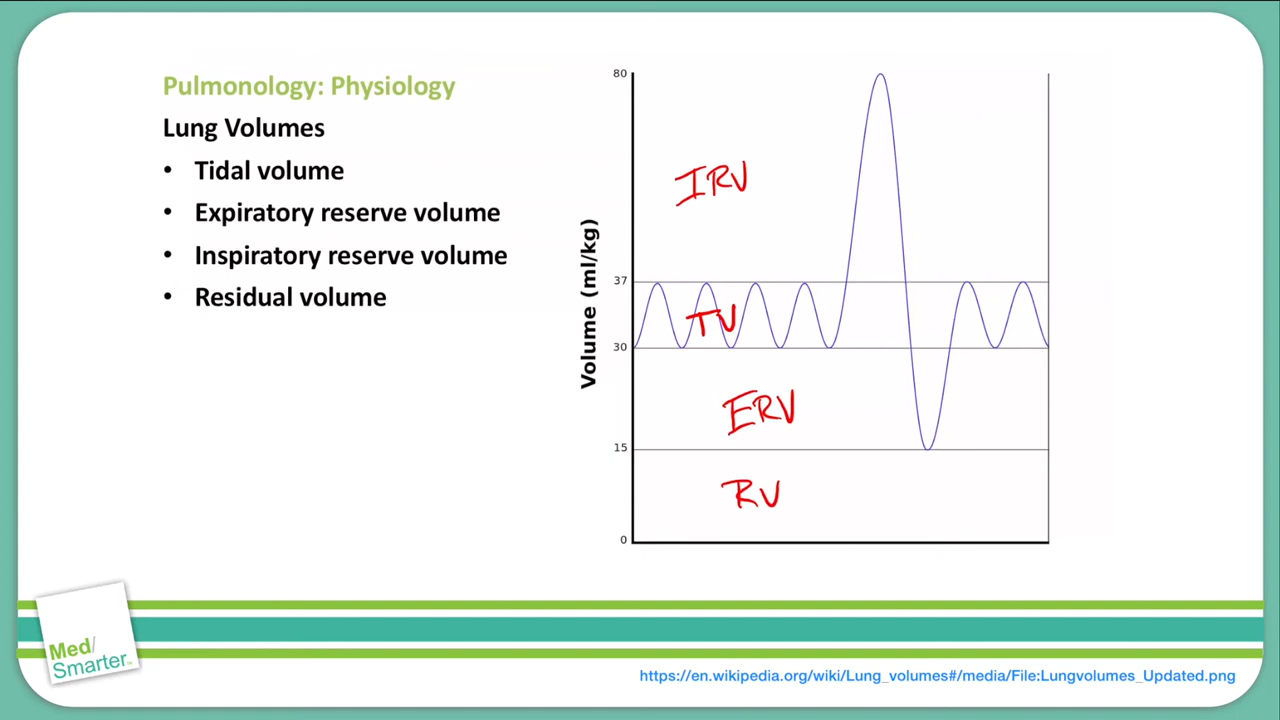 Pulmonology: Physiology
Lung Volumes
• Tidal volume
• Expiratory reserve volume
• Inspiratory reserve volume
• Residual volume
Volume (ml/kg)
80
37
30
15
0
IRV
TV
ERV
RV
Med/
Smarter™
https://en.wikipedia.org/wiki/Lung_volumes#/media/File:Lungvolumes_Updated.png